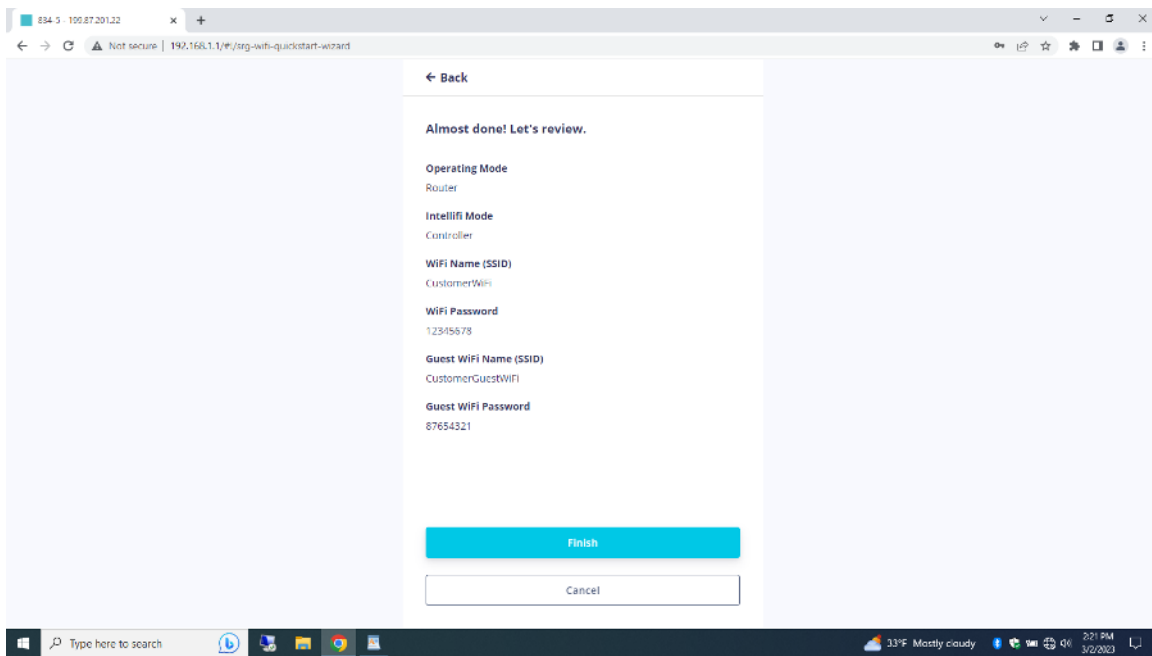 834-5 - 199.87.201.22
Not secure | 192.168.1.1/#/srg-wifi-quickstart-wizard
← Back
Almost done! Let's review.
Operating Mode
Router
Intellifi Mode
Controller
WiFi Name (SSID)
CustomerWiFi
WiFi Password
12345678
Guest WiFi Name (SSID)
CustomerGuestWiFi
Guest WiFi Password
87654321
Finish
Cancel
Type here to search
33°F Mostly cloudy
2:21 PM
3/2/2023